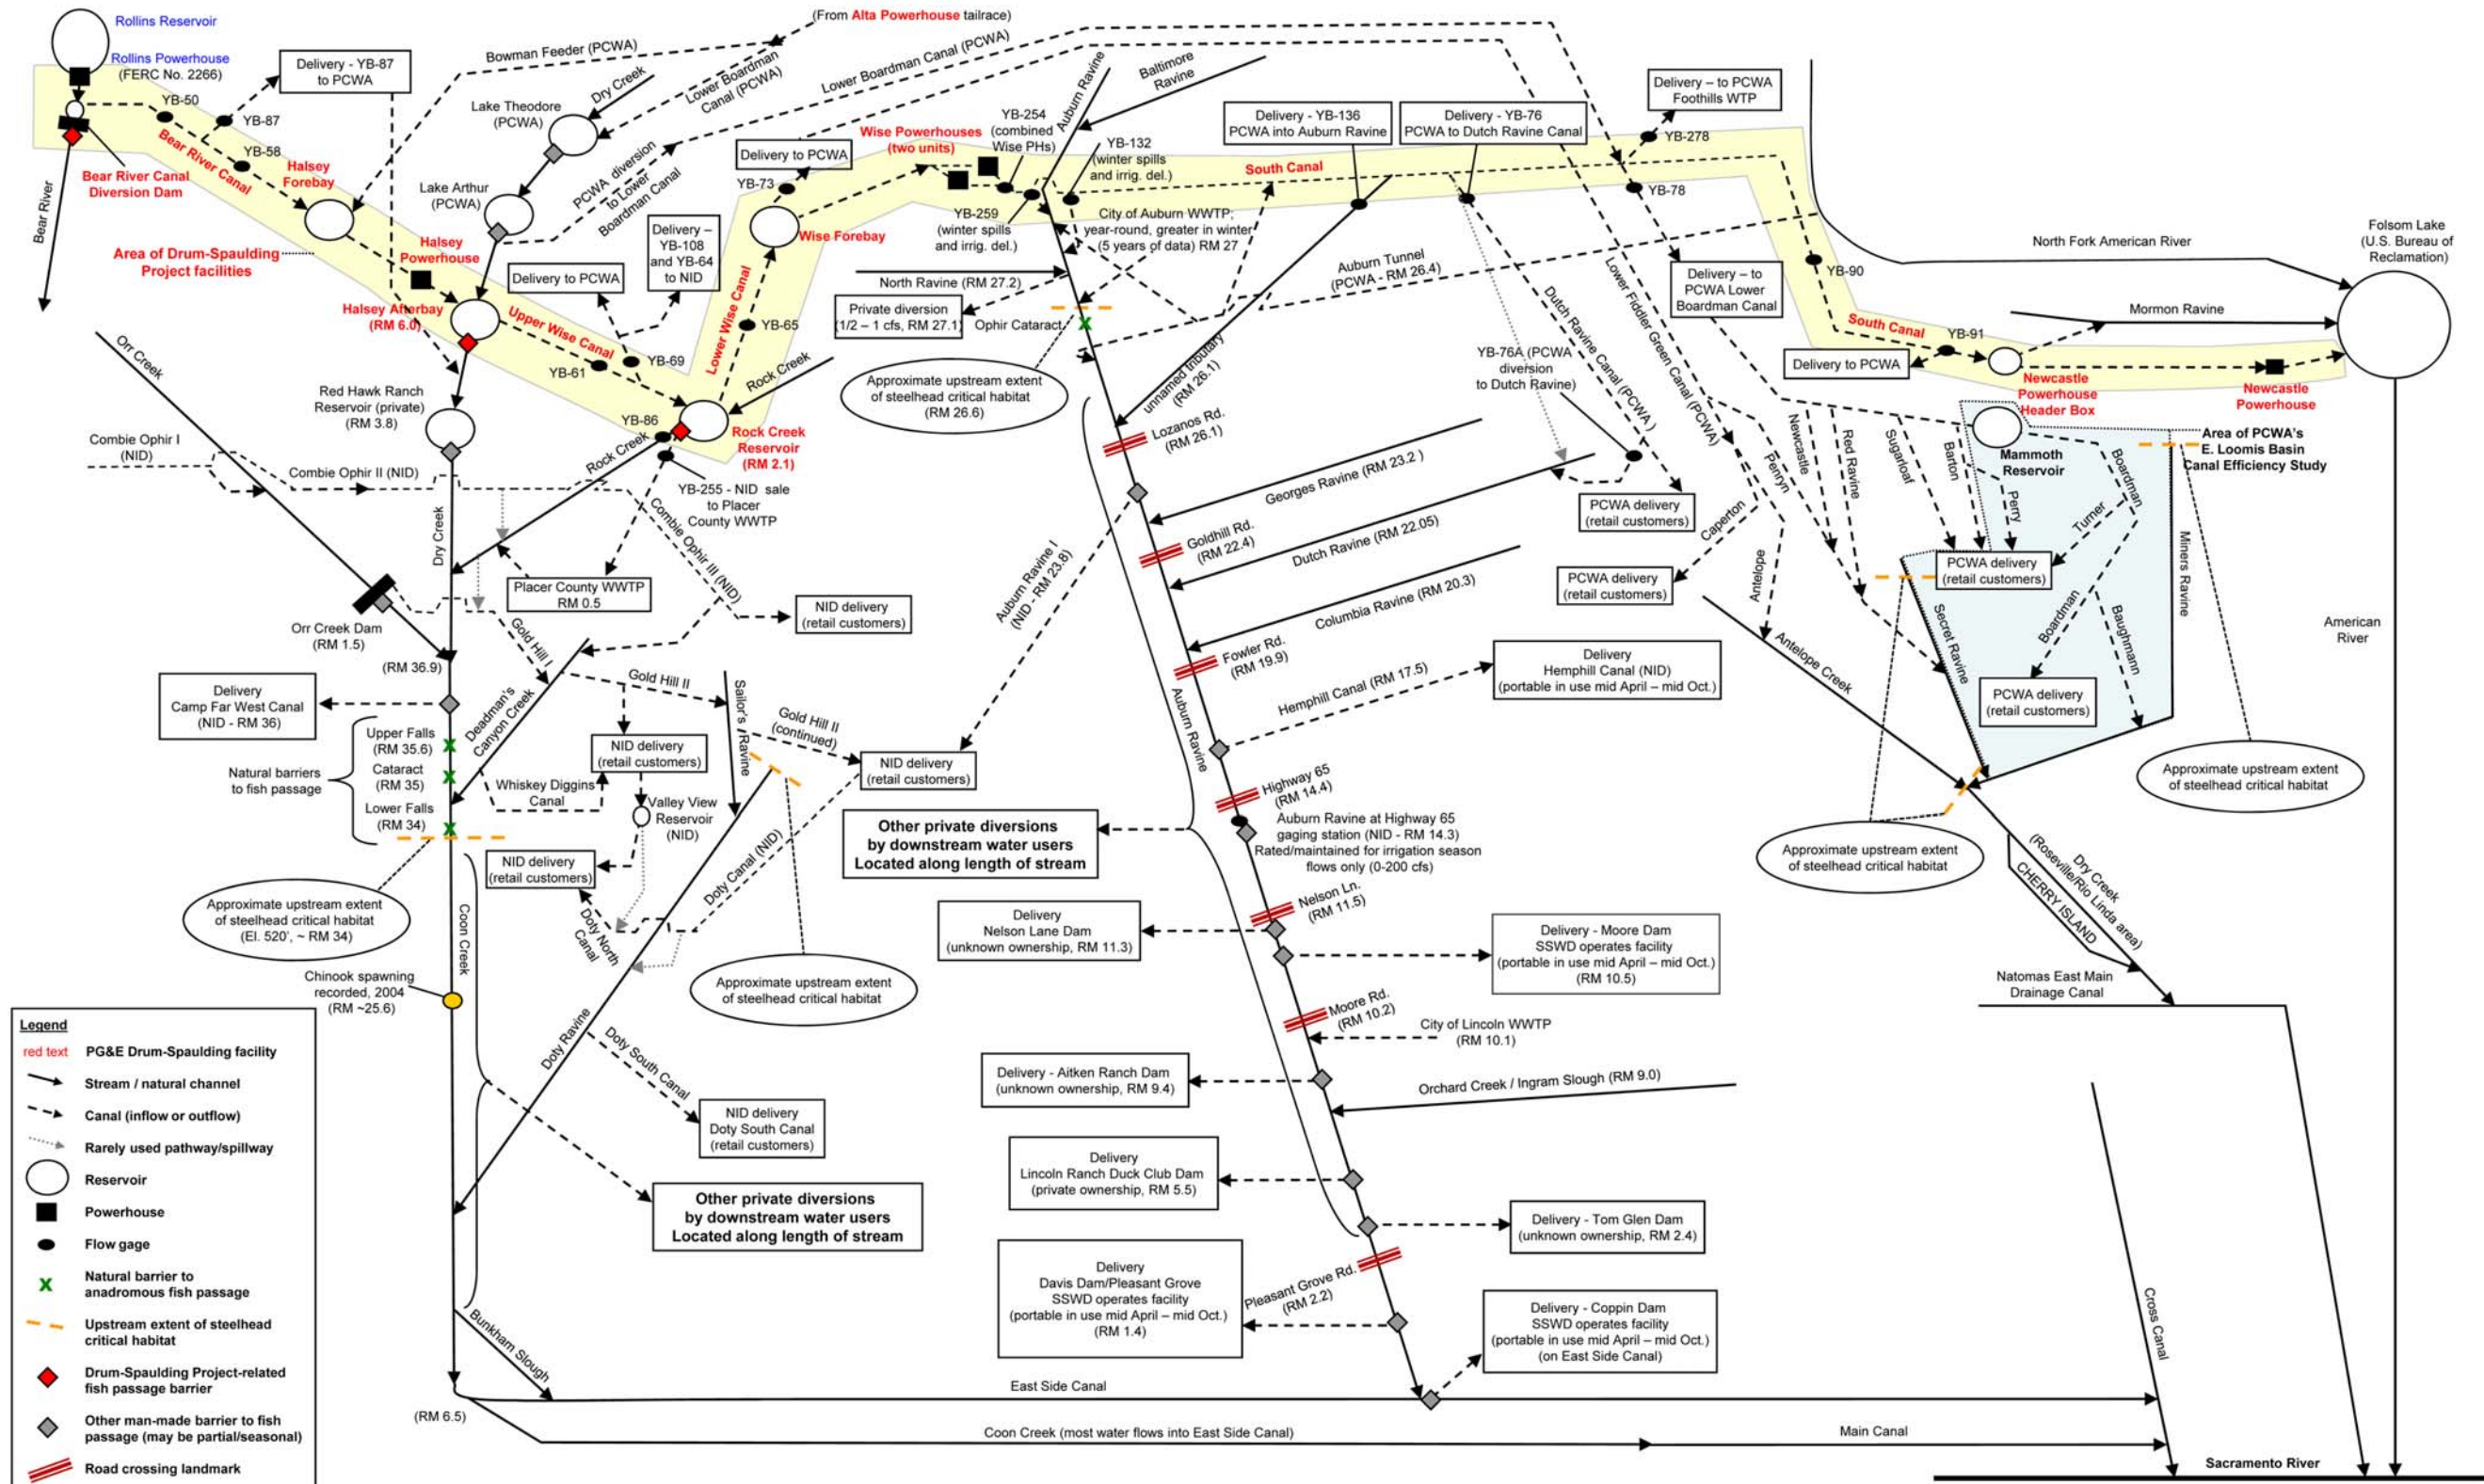 Rollins Reservoir
Rollins Powerhouse
(FERC No. 2266)
Delivery - YB-87
to PCWA
YB-50
YB-87
YB-58
Bear River Canal
Bear River Canal
Diversion Dam
Bear River
Halsey
Forebay
Area of Drum-Spaulding
Project facilities
Bowman Feeder (PCWA)
(From Alta Powerhouse tailrace)
Lower Boardman
Canal (PCWA)
Dry Creek
Lake Theodore
(PCWA)
Lake Arthur
(PCWA)
PCWA diversion
to Lower
Boardman Canal
Lower Boardman Canal (PCWA)
Halsey
Powerhouse
Halsey Afterbay
(RM 6.0)
Upper Wise Canal
Delivery to PCWA
Delivery –
YB-108
and YB-64
to NID
YB-61
YB-69
YB-86
Rock Creek
Reservoir
(RM 2.1)
Rock Creek
Rock Creek
Lower Wise Canal
YB-65
Wise Forebay
YB-73
Delivery to PCWA
Wise Powerhouses
(two units)
YB-254
(combined
Wise PHs)
YB-259
(winter spills
and irrig. del.)
YB-132
(winter spills
and irrig. del.)
Auburn Ravine
Baltimore
Ravine
City of Auburn WWTP;
year-round, greater in winter
(5 years of data) RM 27
North Ravine (RM 27.2)
Private diversion
(1/2 – 1 cfs, RM 27.1)
Ophir Cataract
Approximate upstream extent
of steelhead critical habitat
(RM 26.6)
South Canal
Delivery - YB-136
PCWA into Auburn Ravine
Delivery - YB-76
PCWA to Dutch Ravine Canal
Delivery – to PCWA
Foothills WTP
YB-278
YB-78
Auburn Tunnel
(PCWA - RM 26.4)
unnamed tributary
(RM 26.1)
Delivery – to
PCWA Lower
Boardman Canal
YB-90
South Canal
YB-91
Delivery to PCWA
Newcastle
Powerhouse
Header Box
Newcastle
Powerhouse
North Fork American River
Mormon Ravine
Folsom Lake
(U.S. Bureau of
Reclamation)
American
River
Orr Creek
Combie Ophir I
(NID)
Combie Ophir II (NID)
Combie Ophir III (NID)
Red Hawk Ranch
Reservoir (private)
(RM 3.8)
Dry Creek
YB-255 - NID sale
to Placer
County WWTP
Placer County WWTP
RM 0.5
NID delivery
(retail customers)
Orr Creek Dam
(RM 1.5)
(RM 36.9)
Gold Hill I
Gold Hill II
Gold Hill II
(continued)
Deadman's
Canyon Creek
Sailor's Ravine
Delivery
Camp Far West Canal
(NID - RM 36)
Natural barriers
to fish passage
Upper Falls
(RM 35.6)
Cataract
(RM 35)
Lower Falls
(RM 34)
NID delivery
(retail customers)
Whiskey Diggins
Canal
Valley View
Reservoir
(NID)
NID delivery
(retail customers)
NID delivery
(retail customers)
Doty Canal (NID)
Doty North
Canal
Approximate upstream extent
of steelhead critical habitat
(El. 520', ~ RM 34)
Approximate upstream extent
of steelhead critical habitat
Coon Creek
Chinook spawning
recorded, 2004
(RM ~25.6)
Doty Ravine
Doty South Canal
NID delivery
Doty South Canal
(retail customers)
Other private diversions
by downstream water users
Located along length of stream
Bunkham Slough
(RM 6.5)
East Side Canal
Coon Creek (most water flows into East Side Canal)
Main Canal
Lozanos Rd.
(RM 26.1)
Georges Ravine (RM 23.2 )
Goldhill Rd.
(RM 22.4)
Dutch Ravine (RM 22.05)
Columbia Ravine (RM 20.3)
Fowler Rd.
(RM 19.9)
Auburn Ravine I
(NID - RM 23.8)
Auburn Ravine
Hemphill Canal (RM 17.5)
Delivery
Hemphill Canal (NID)
(portable in use mid April – mid Oct.)
Highway 65
(RM 14.4)
Auburn Ravine at Highway 65
gaging station (NID - RM 14.3)
Rated/maintained for irrigation season
flows only (0-200 cfs)
Other private diversions
by downstream water users
Located along length of stream
Nelson Ln.
(RM 11.5)
Delivery
Nelson Lane Dam
(unknown ownership, RM 11.3)
Delivery - Moore Dam
SSWD operates facility
(portable in use mid April – mid Oct.)
(RM 10.5)
Moore Rd.
(RM 10.2)
City of Lincoln WWTP
(RM 10.1)
Delivery - Aitken Ranch Dam
(unknown ownership, RM 9.4)
Orchard Creek / Ingram Slough (RM 9.0)
Delivery
Lincoln Ranch Duck Club Dam
(private ownership, RM 5.5)
Delivery - Tom Glen Dam
(unknown ownership, RM 2.4)
Pleasant Grove Rd.
(RM 2.2)
Delivery
Davis Dam/Pleasant Grove
SSWD operates facility
(portable in use mid April – mid Oct.)
(RM 1.4)
Delivery - Coppin Dam
SSWD operates facility
(portable in use mid April – mid Oct.)
(on East Side Canal)
YB-76A (PCWA
diversion
to Dutch Ravine)
Dutch Ravine Canal (PCWA )
Lower Fiddler Green Canal (PCWA)
PCWA delivery
(retail customers)
PCWA delivery
(retail customers)
Caperton
Antelope
Penryn
Newcastle
Red Ravine
Sugarloaf
Barton
Perry
Turner
Boardman
Mammoth
Reservoir
Area of PCWA's
E. Loomis Basin
Canal Efficiency Study
PCWA delivery
(retail customers)
Boardman
Baughmann
PCWA delivery
(retail customers)
Miners Ravine
Secret Ravine
Antelope Creek
Approximate upstream extent
of steelhead critical habitat
Approximate upstream extent
of steelhead critical habitat
Dry Creek
(Roseville/Rio Linda area)
CHERRY ISLAND
Natomas East Main
Drainage Canal
Cross Canal
Sacramento River
Legend
red text PG&E Drum-Spaulding facility
Stream / natural channel
Canal (inflow or outflow)
Rarely used pathway/spillway
Reservoir
Powerhouse
Flow gage
X Natural barrier to
anadromous fish passage
Upstream extent of steelhead
critical habitat
Drum-Spaulding Project-related
fish passage barrier
Other man-made barrier to fish
passage (may be partial/seasonal)
Road crossing landmark